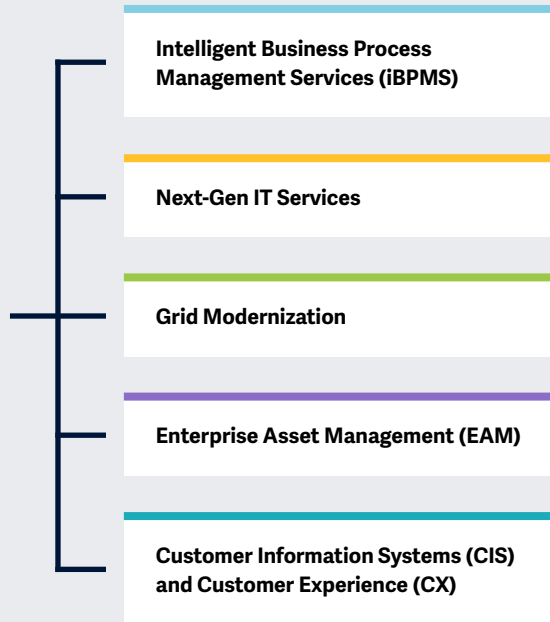 Intelligent Business Process
Management Services (iBPMS)
Next-Gen IT Services
Grid Modernization
Enterprise Asset Management (EAM)
Customer Information Systems (CIS)
and Customer Experience (CX)